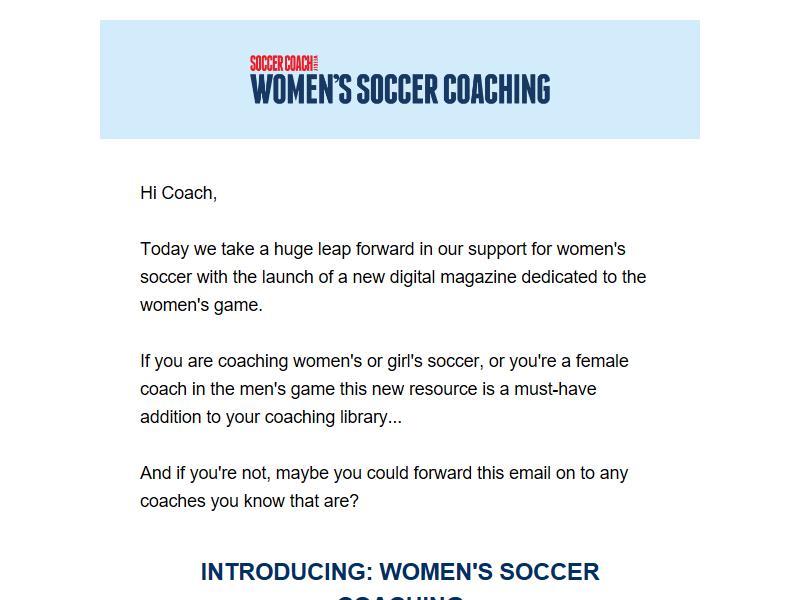 SOCCER COACH WEEKLY
WOMEN'S SOCCER COACHING
Hi Coach,
Today we take a huge leap forward in our support for women's
soccer with the launch of a new digital magazine dedicated to the
women's game.
If you are coaching women's or girl's soccer, or you're a female
coach in the men's game this new resource is a must-have
addition to your coaching library...
And if you're not, maybe you could forward this email on to any
coaches you know that are?
INTRODUCING: WOMEN'S SOCCER
COACHING